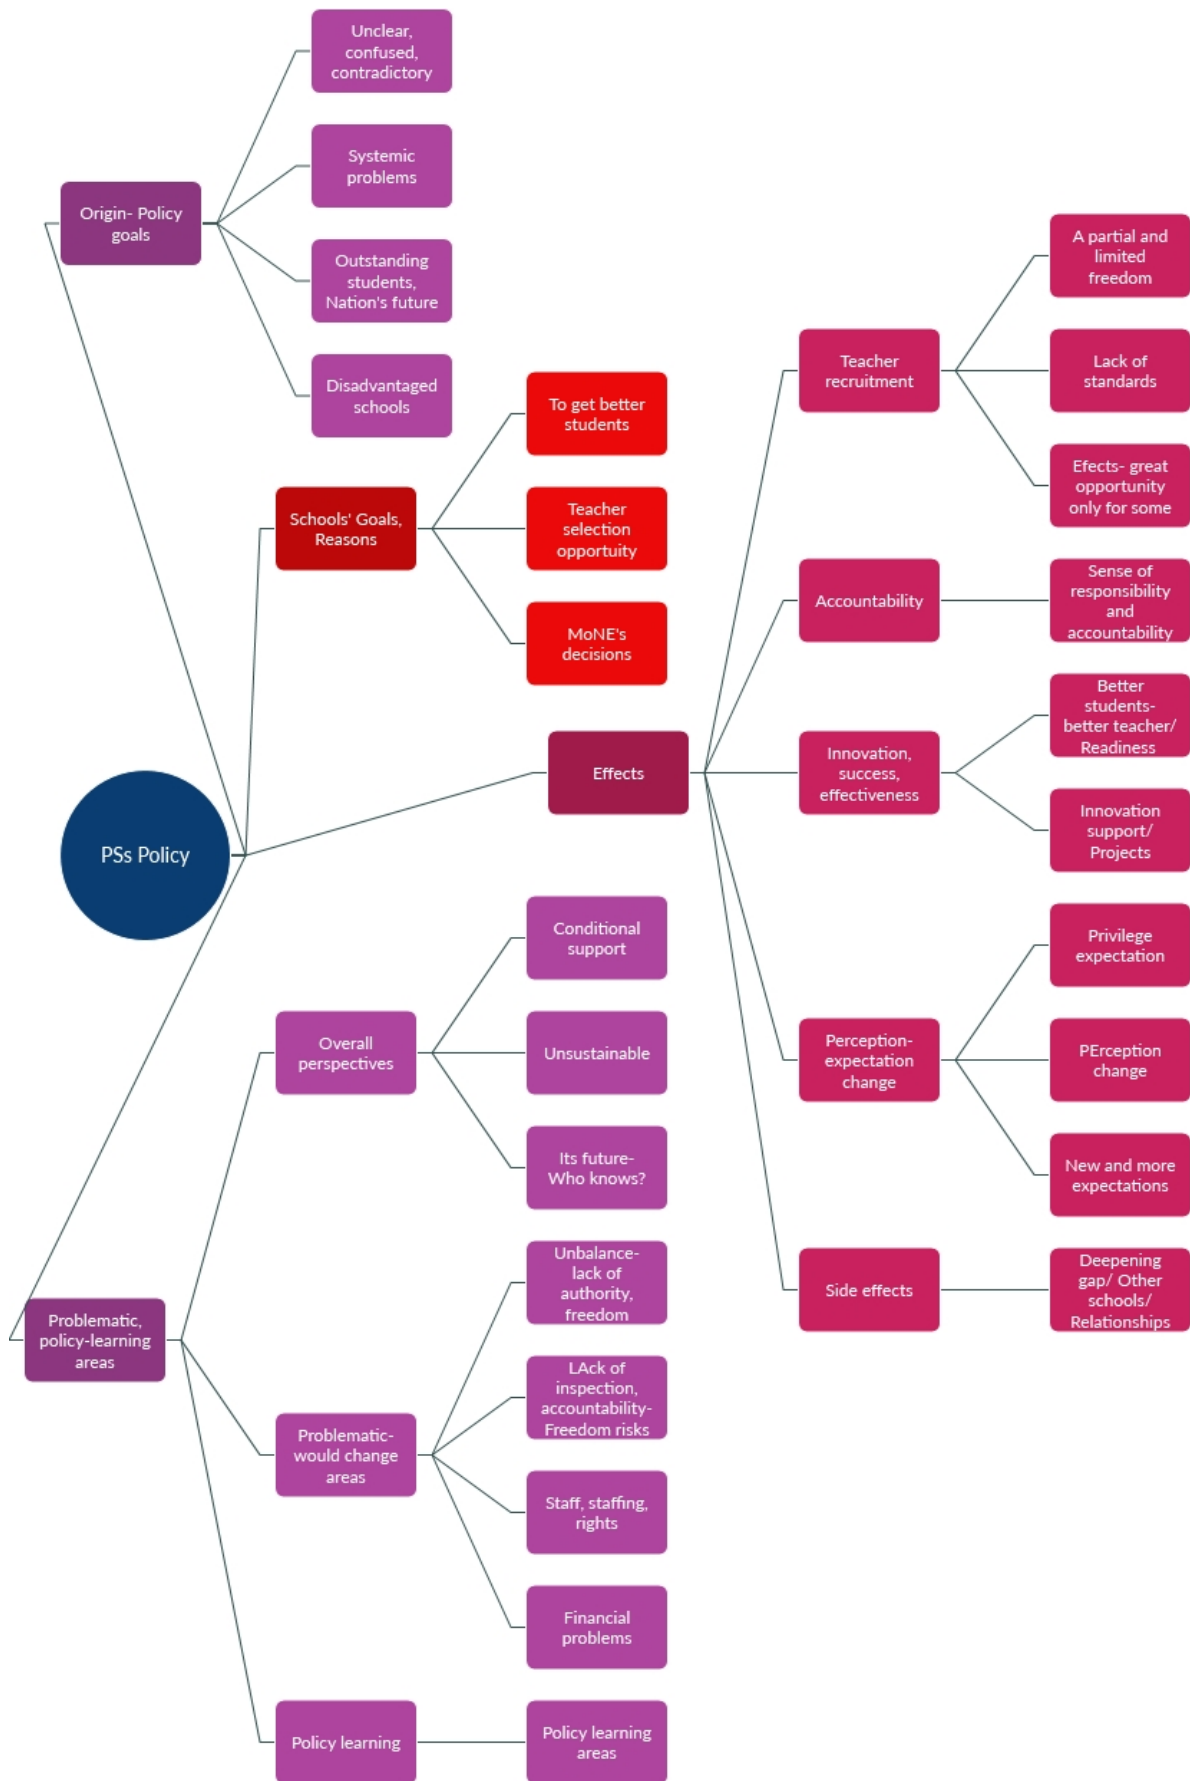 PSs Policy
Origin- Policy
goals
Unclear,
confused,
contradictory
Systemic
problems
Outstanding
students,
Nation's future
Disadvantaged
schools
Schools' Goals,
Reasons
To get better
students
Teacher
selection
opportuity
MoNE's
decisions
Effects
Teacher
recruitment
A partial and
limited
freedom
Lack of
standards
Efects- great
opportunity
only for some
Accountability
Sense of
responsibility
and
accountability
Innovation,
success,
effectiveness
Better
students-
better teacher/
Readiness
Innovation
support/
Projects
Perception-
expectation
change
Privilege
expectation
PErception
change
New and more
expectations
Side effects
Deepening
gap/ Other
schools/
Relationships
Problematic,
policy-learning
areas
Overall
perspectives
Conditional
support
Unsustainable
Its future-
Who knows?
Problematic-
would change
areas
Unbalance-
lack of
authority,
freedom
LAck of
inspection,
accountability-
Freedom risks
Staff, staffing,
rights
Financial
problems
Policy learning
Policy learning
areas